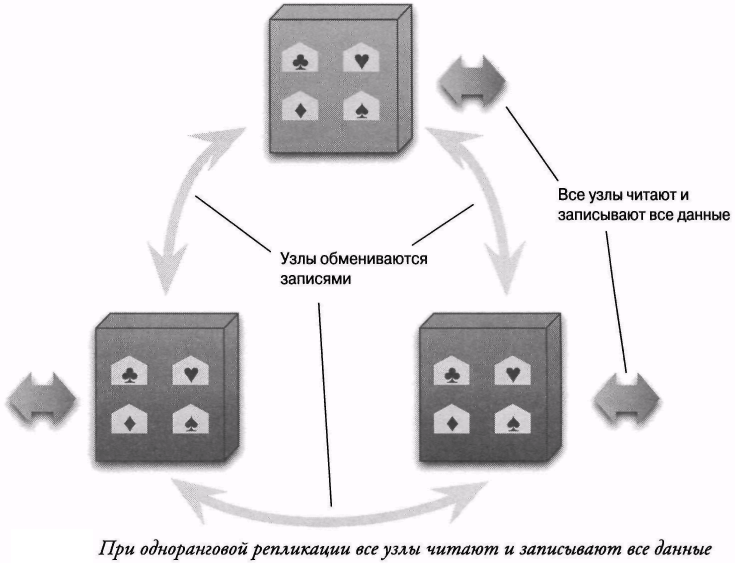 Все узлы читают и
записывают все данные
Узлы обмениваются
записями
При одноранговой репликации все узлы читают и записывают все данные